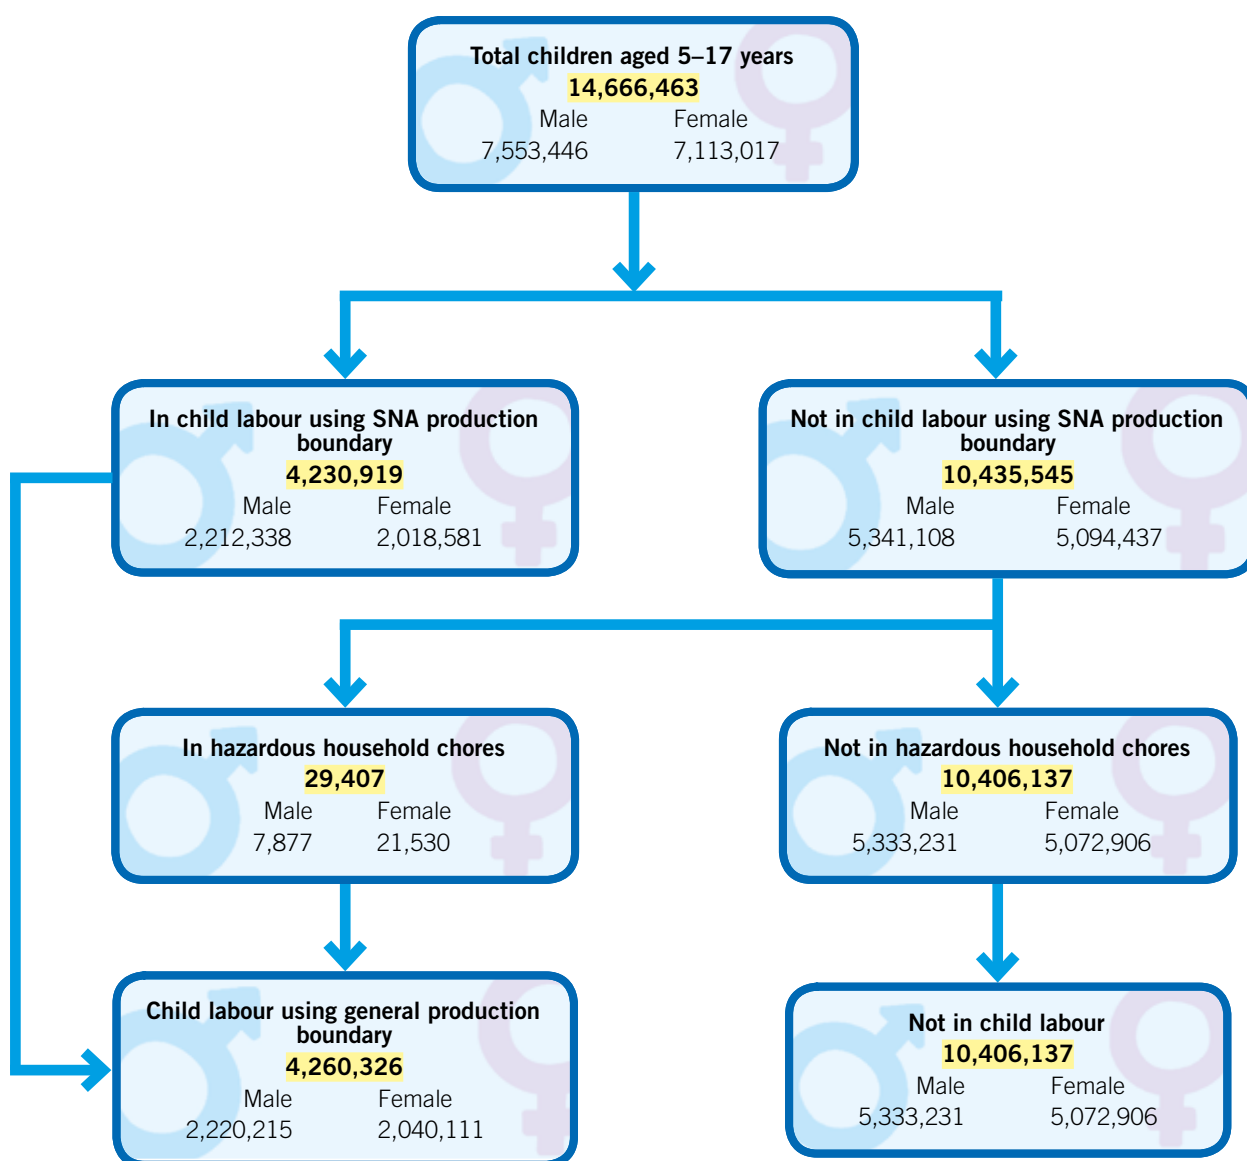 Total children aged 5–17 years
14,666,463
Male Female
7,553,446 7,113,017
In child labour using SNA production
boundary
4,230,919
Male Female
2,212,338 2,018,581
Not in child labour using SNA production
boundary
10,435,545
Male Female
5,341,108 5,094,437
In hazardous household chores
29,407
Male Female
7,877 21,530
Not in hazardous household chores
10,406,137
Male Female
5,333,231 5,072,906
Child labour using general production
boundary
4,260,326
Male Female
2,220,215 2,040,111
Not in child labour
10,406,137
Male Female
5,333,231 5,072,906